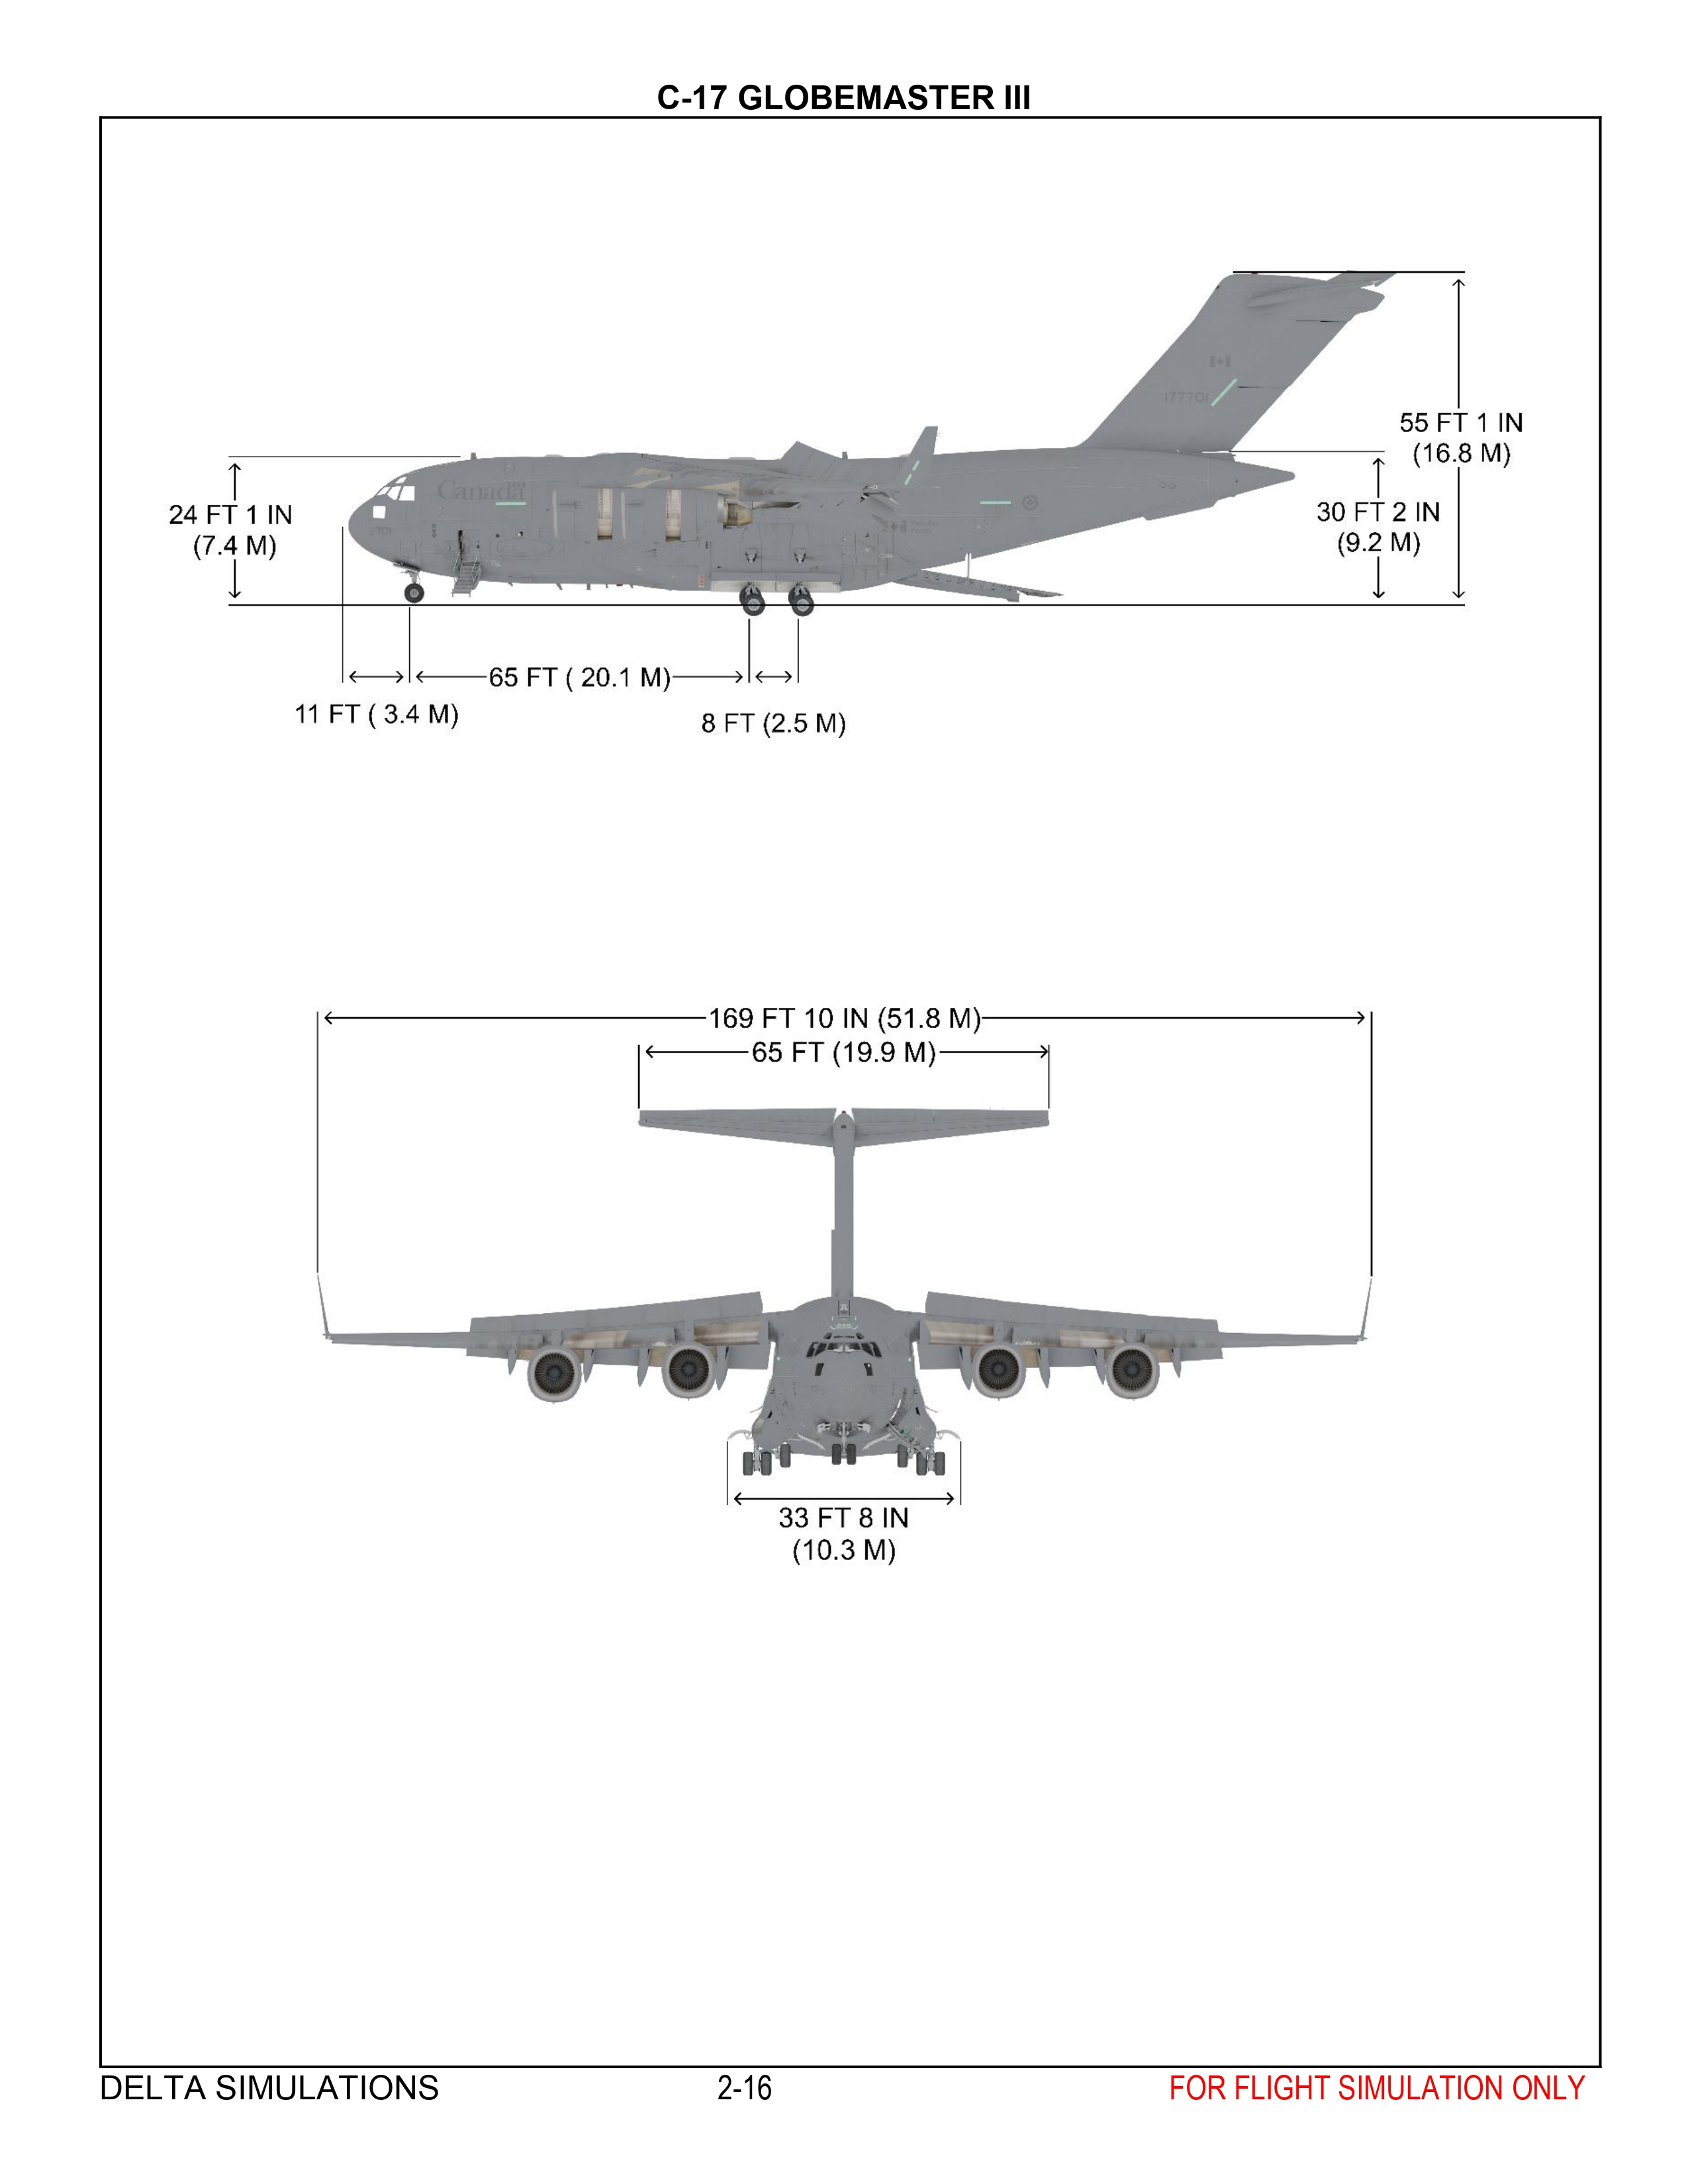 C-17 GLOBEMASTER III
177701
55 FT 1 IN
(16.8 M)
Canada
24 FT 1 IN
(7.4 M)
30 FT 2 IN
(9.2 M)
701
65 FT ( 20.1 M)
11 FT ( 3.4 M)
8 FT (2.5 M)
169 FT 10 IN (51.8 M)
65 FT (19.9 M)
33 FT 8 IN
(10.3 M)
DELTA SIMULATIONS
2-16
FOR FLIGHT SIMULATION ONLY